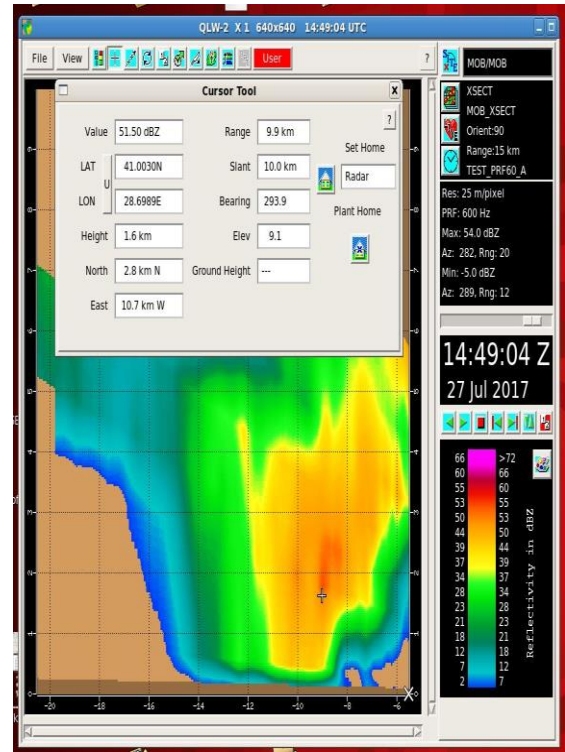 QLW-2 X 1 640x640 14:49:04 UTC
File View User ?
Cursor Tool X
?
Value 51.50 dBZ Range 9.9 km
Set Home
LAT 41.0030N Slant 10.0 km
U
Radar
LON 28.6989E Bearing 293.9
Plant Home
Height 1.6 km Elev 9.1
North 2.8 km N Ground Height ---
East 10.7 km W
-20 -18 -16 -14 -12 -10 -8 -6
MOB/MOB
XSECT
MOB_XSECT
Orient:90
Range:15 km
TEST_PRF60_A
Res: 25 m/pixel
PRF: 600 Hz
Max: 54.0 dBZ
Az: 282, Rng: 20
Min: -5.0 dBZ
Az: 289, Rng: 12
14:49:04 Z
27 Jul 2017
66 >72
60 66
55 60
53 55
50 53
44 50
39 44
37 39
34 37
28 34
23 28
21 23
18 21
12 18
7 12
2 7
Reflectivity in dBZ